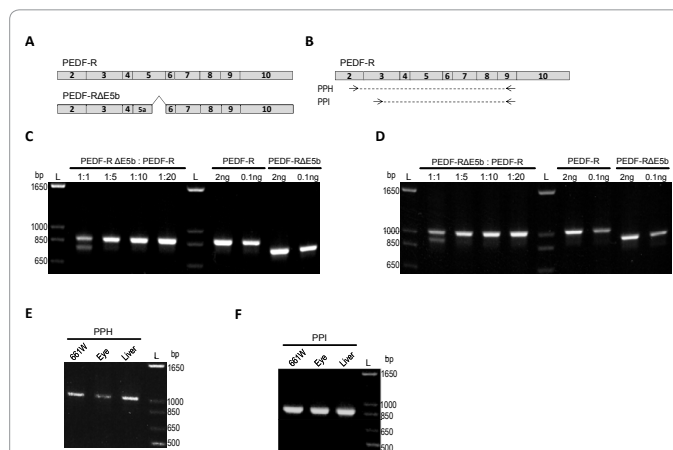 A
PEDF-R
2 3 4 5 6 7 8 9 10
PEDF-RΔE5b
2 3 4 5a 6 7 8 9 10
B
PEDF-R
2 3 4 5 6 7 8 9 10
PPH
PPI
C
PEDF-R ΔE5b : PEDF-R PEDF-R PEDF-RΔE5b
bp L 1:1 1:5 1:10 1:20 L 2ng 0.1ng 2ng 0.1ng
1650
1000
850
650
D
PEDF-RΔE5b : PEDF-R PEDF-R PEDF-RΔE5b
bp L 1:1 1:5 1:10 1:20 L 2ng 0.1ng 2ng 0.1ng
1650
1000
850
650
E
PPH
661W Eye Liver L bp
1650
1000
850
650
500
F
PPI
661W Eye Liver L bp
1650
1000
850
650
500